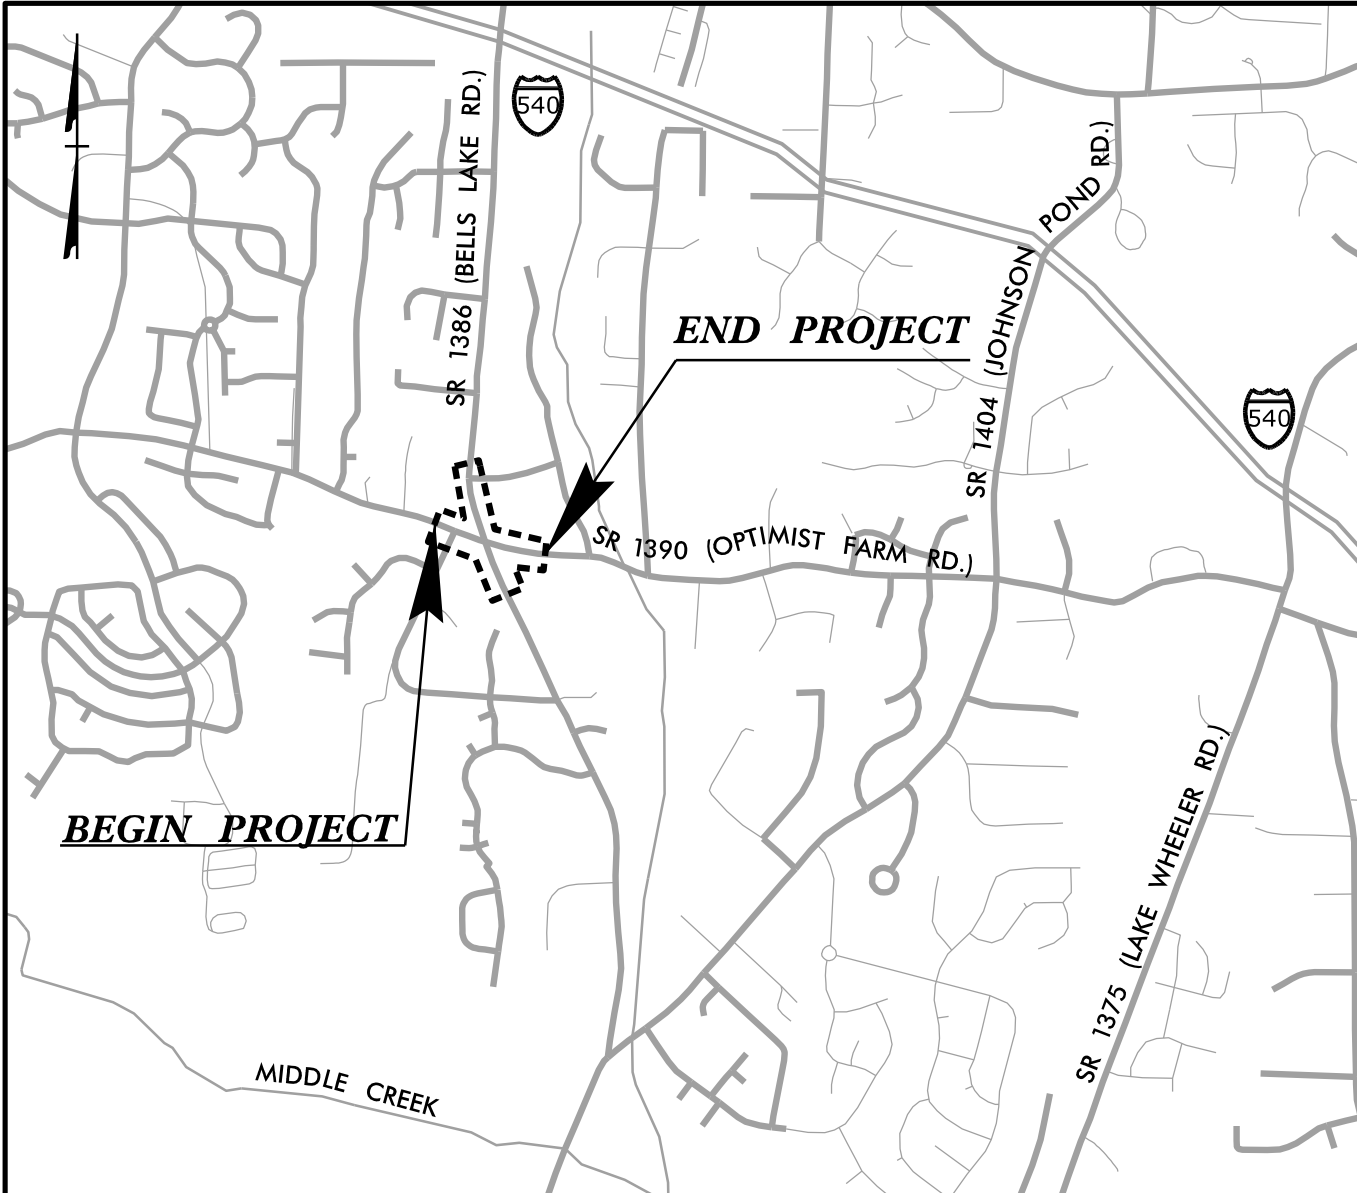 540
SR 1386 (BELLS LAKE RD.)
SR 1404 (JOHNSON POND RD.)
END PROJECT
540
SR 1390 (OPTIMIST FARM RD.)
BEGIN PROJECT
SR 1375 (LAKE WHEELER RD.)
MIDDLE CREEK